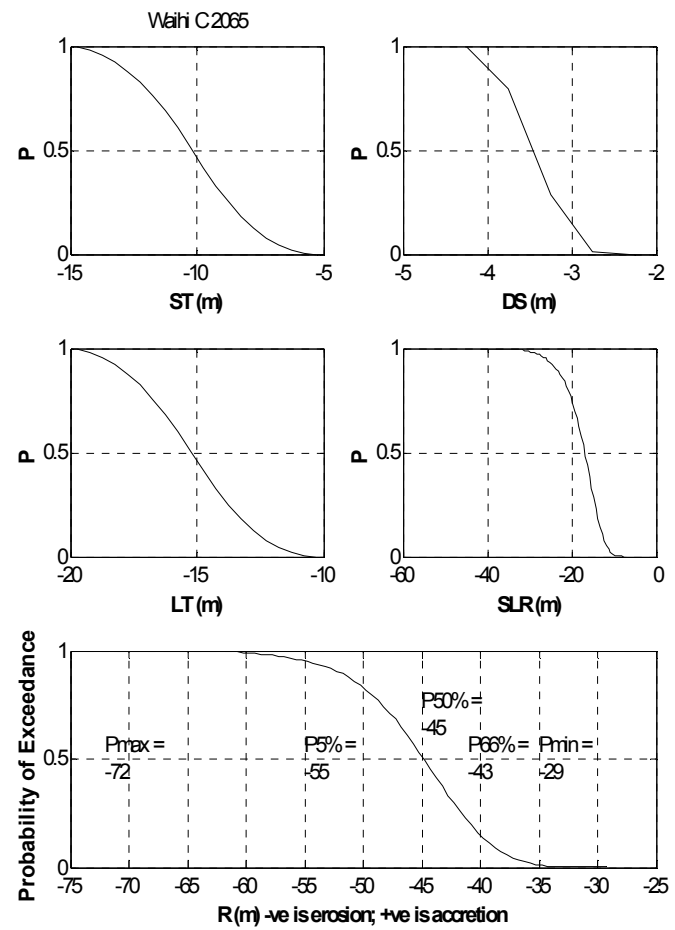 Waihi C 2065
1
0.5
0
P
-15
-10
-5
ST (m)
1
0.5
0
P
-5
-4
-3
-2
DS (m)
1
0.5
0
P
-20
-15
-10
LT (m)
1
0.5
0
P
-60
-40
-20
0
SLR (m)
Probability of Exceedance
1
0.5
0
Pmax =
-72
P5% =
-55
P50% =
-45
P66% =
-43
Pmin =
-29
-75
-70
-65
-60
-55
-50
-45
-40
-35
-30
-25
R (m) -ve is erosion; +ve is accretion